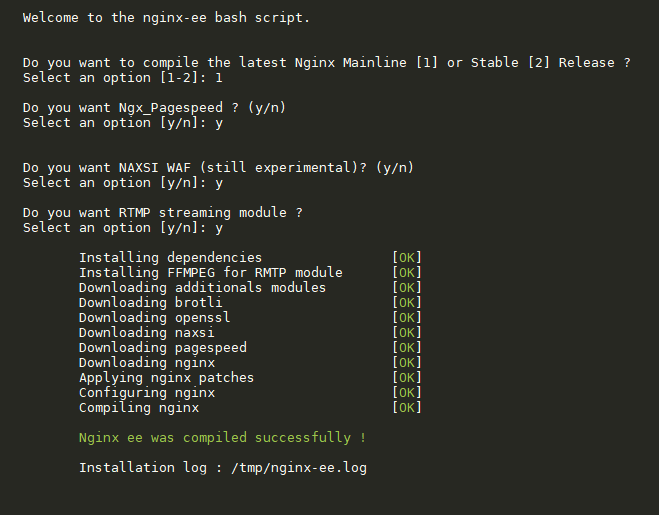 Welcome to the nginx-ee bash script.
Do you want to compile the latest Nginx Mainline [1] or Stable [2] Release ?
Select an option [1-2]: 1
Do you want Ngx_Pagespeed ? (y/n)
Select an option [y/n]: y
Do you want NAXSI WAF (still experimental)? (y/n)
Select an option [y/n]: y
Do you want RTMP streaming module ?
Select an option [y/n]: y
Installing dependencies [OK]
Installing FFMPEG for RMTP module [OK]
Downloading additionals modules [OK]
Downloading brotli [OK]
Downloading openssl [OK]
Downloading naxsi [OK]
Downloading pagespeed [OK]
Downloading nginx [OK]
Applying nginx patches [OK]
Configuring nginx [OK]
Compiling nginx [OK]
Nginx ee was compiled successfully !
Installation log : /tmp/nginx-ee.log